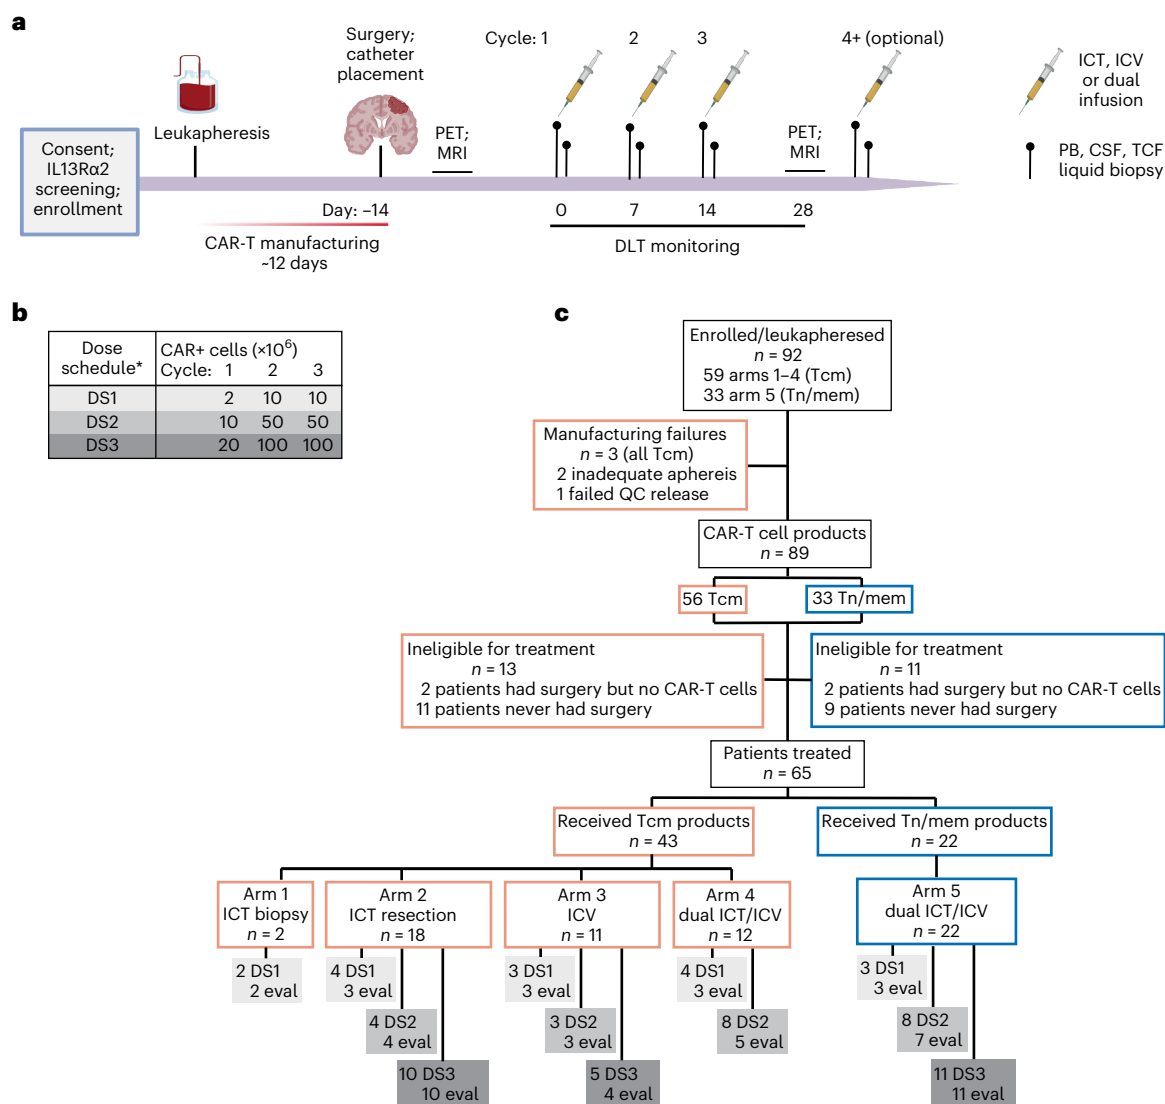 a
Surgery;
catheter
placement
Cycle: 1
2
3
4+ (optional)
ICT, ICV
or dual
infusion
Leukapheresis
PET;
MRI
PET;
MRI
PB, CSF, TCF
liquid biopsy
Consent;
IL13Rα2
screening;
enrollment
Day: –14
0
7
14
28
CAR-T manufacturing
~12 days
DLT monitoring
b
Dose
schedule*
CAR+ cells (×10⁶)
Cycle: 1 2 3
DS1 2 10 10
DS2 10 50 50
DS3 20 100 100
c
Enrolled/leukapheresed
n = 92
59 arms 1–4 (Tcm)
33 arm 5 (Tn/mem)
Manufacturing failures
n = 3 (all Tcm)
2 inadequate aphereis
1 failed QC release
CAR-T cell products
n = 89
56 Tcm
33 Tn/mem
Ineligible for treatment
n = 13
2 patients had surgery but no CAR-T cells
11 patients never had surgery
Ineligible for treatment
n = 11
2 patients had surgery but no CAR-T cells
9 patients never had surgery
Patients treated
n = 65
Received Tcm products
n = 43
Received Tn/mem products
n = 22
Arm 1
ICT biopsy
n = 2
Arm 2
ICT resection
n = 18
Arm 3
ICV
n = 11
Arm 4
dual ICT/ICV
n = 12
Arm 5
dual ICT/ICV
n = 22
2 DS1
2 eval
4 DS1
3 eval
4 DS2
4 eval
10 DS3
10 eval
3 DS1
3 eval
3 DS2
3 eval
5 DS3
4 eval
4 DS1
3 eval
8 DS2
5 eval
3 DS1
3 eval
8 DS2
7 eval
11 DS3
11 eval